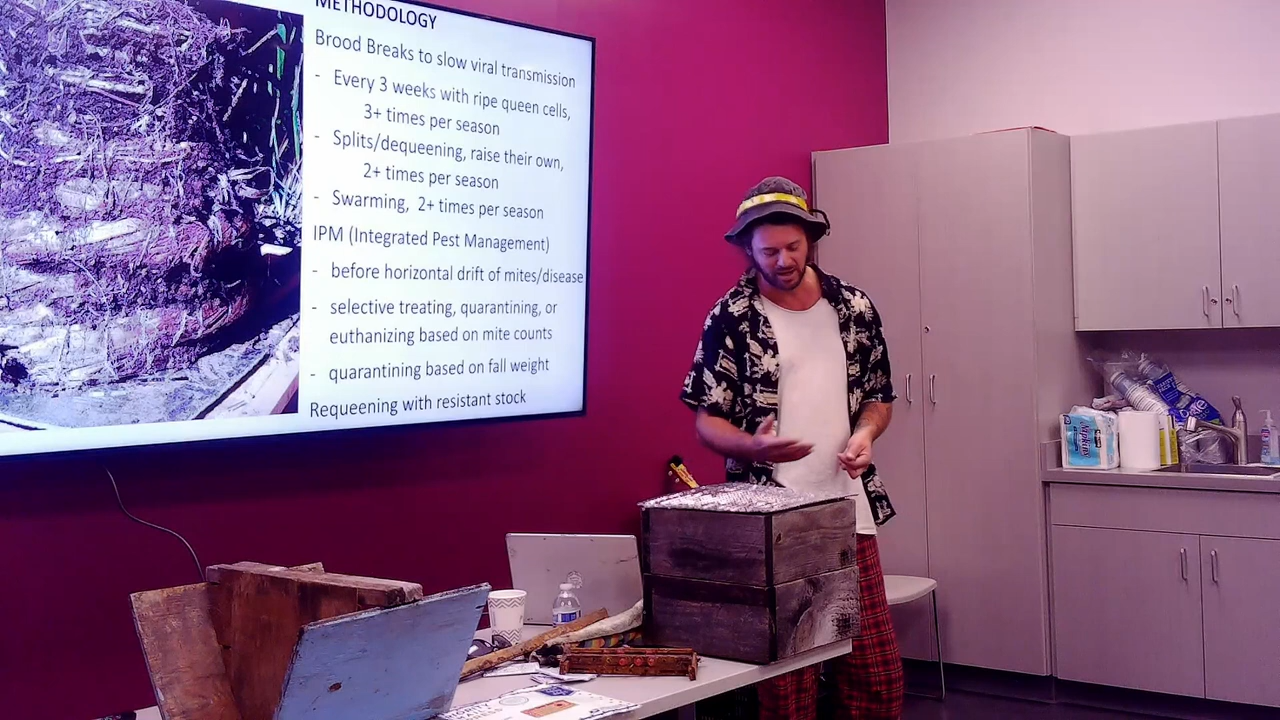 METHODOLOGY
Brood Breaks to slow viral transmission
- Every 3 weeks with ripe queen cells,
3+ times per season
- Splits/dequeening, raise their own,
2+ times per season
- Swarming, 2+ times per season
IPM (Integrated Pest Management)
- before horizontal drift of mites/disease
- selective treating, quarantining, or
euthanizing based on mite counts
- quarantining based on fall weight
Requeening with resistant stock